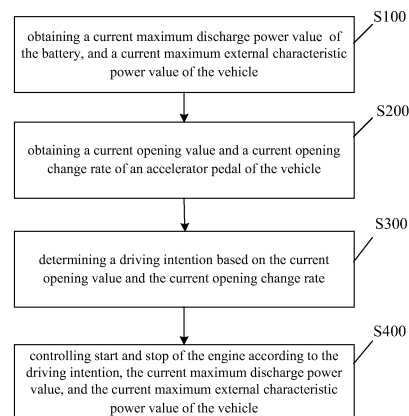 S100
obtaining a current maximum discharge power value of
the battery, and a current maximum external characteristic
power value of the vehicle
S200
obtaining a current opening value and a current opening
change rate of an accelerator pedal of the vehicle
S300
determining a driving intention based on the current
opening value and the current opening change rate
S400
controlling start and stop of the engine according to the
driving intention, the current maximum discharge power
value, and the current maximum external characteristic
power value of the vehicle